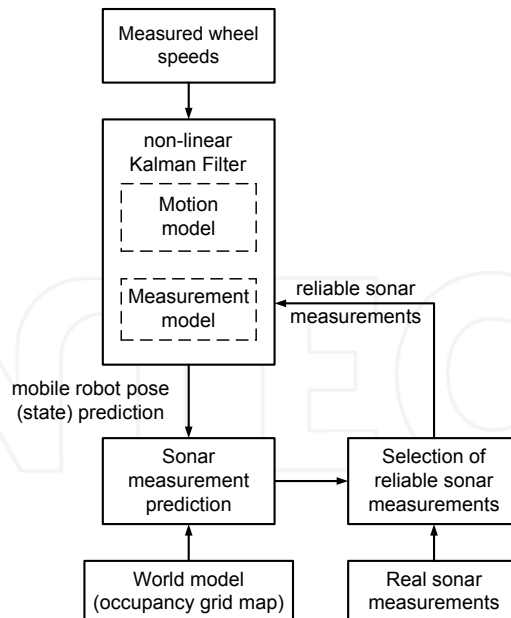 Measured wheel
speeds
non-linear
Kalman Filter
Motion
model
Measurement
model
reliable sonar
measurements
mobile robot pose
(state) prediction
Sonar
measurement
prediction
Selection of
reliable sonar
measurements
World model
(occupancy grid map)
Real sonar
measurements